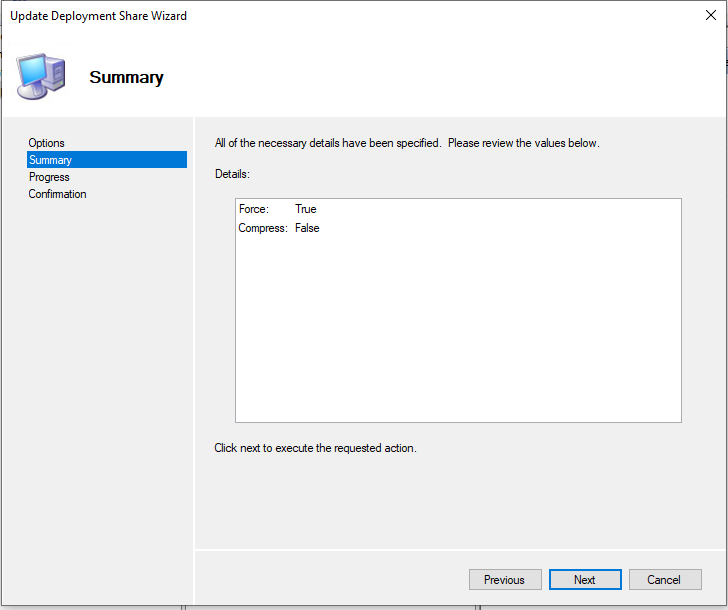 Update Deployment Share Wizard
Summary
Options
Summary
Progress
Confirmation
All of the necessary details have been specified.  Please review the values below.
Details:
Force: True
Compress: False
Click next to execute the requested action.
Previous Next Cancel